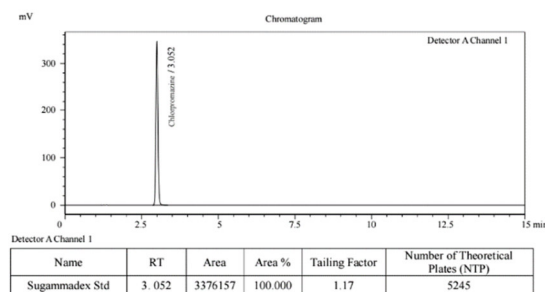 mV
Chromatogram
Detector A Channel 1
300
200
100
0
Chlorpromazine / 3.052
0 2.5 5 7.5 10 12.5 15 min
Detector A Channel 1
Name RT Area Area % Tailing Factor Number of Theoretical Plates (NTP)
Sugammadex Std 3. 052 3376157 100.000 1.17 5245